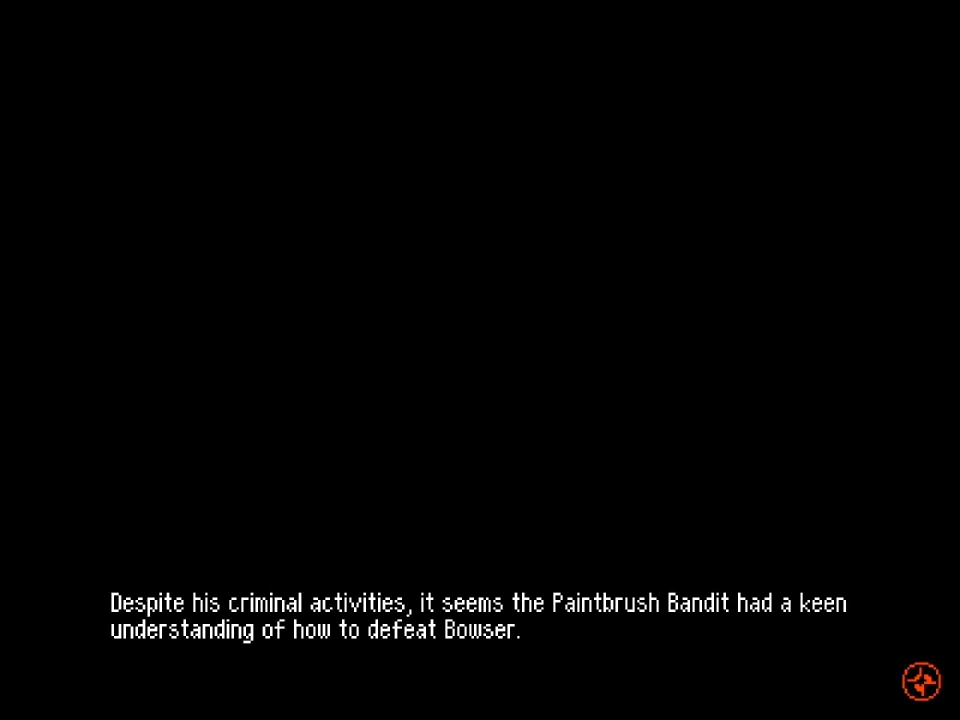 Despite his criminal activities, it seems the Paintbrush Bandit had a keen
understanding of how to defeat Bowser.